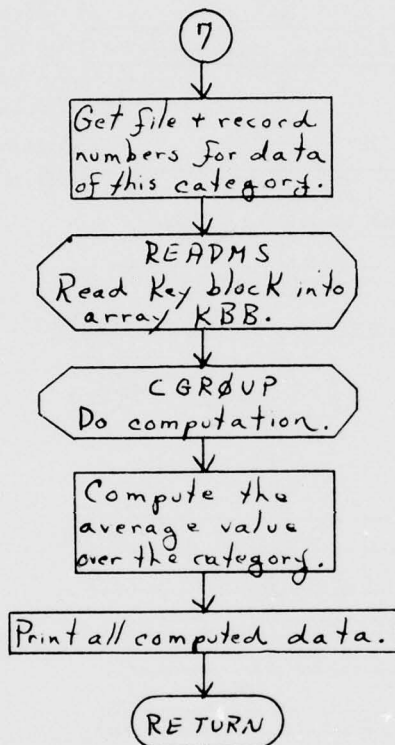 7
Get file + record
numbers for data
of this category.
READMS
Read Key block into
array KBB.
CGRØUP
Do computation.
Compute the
average value
over the category.
Print all computed data.
RETURN